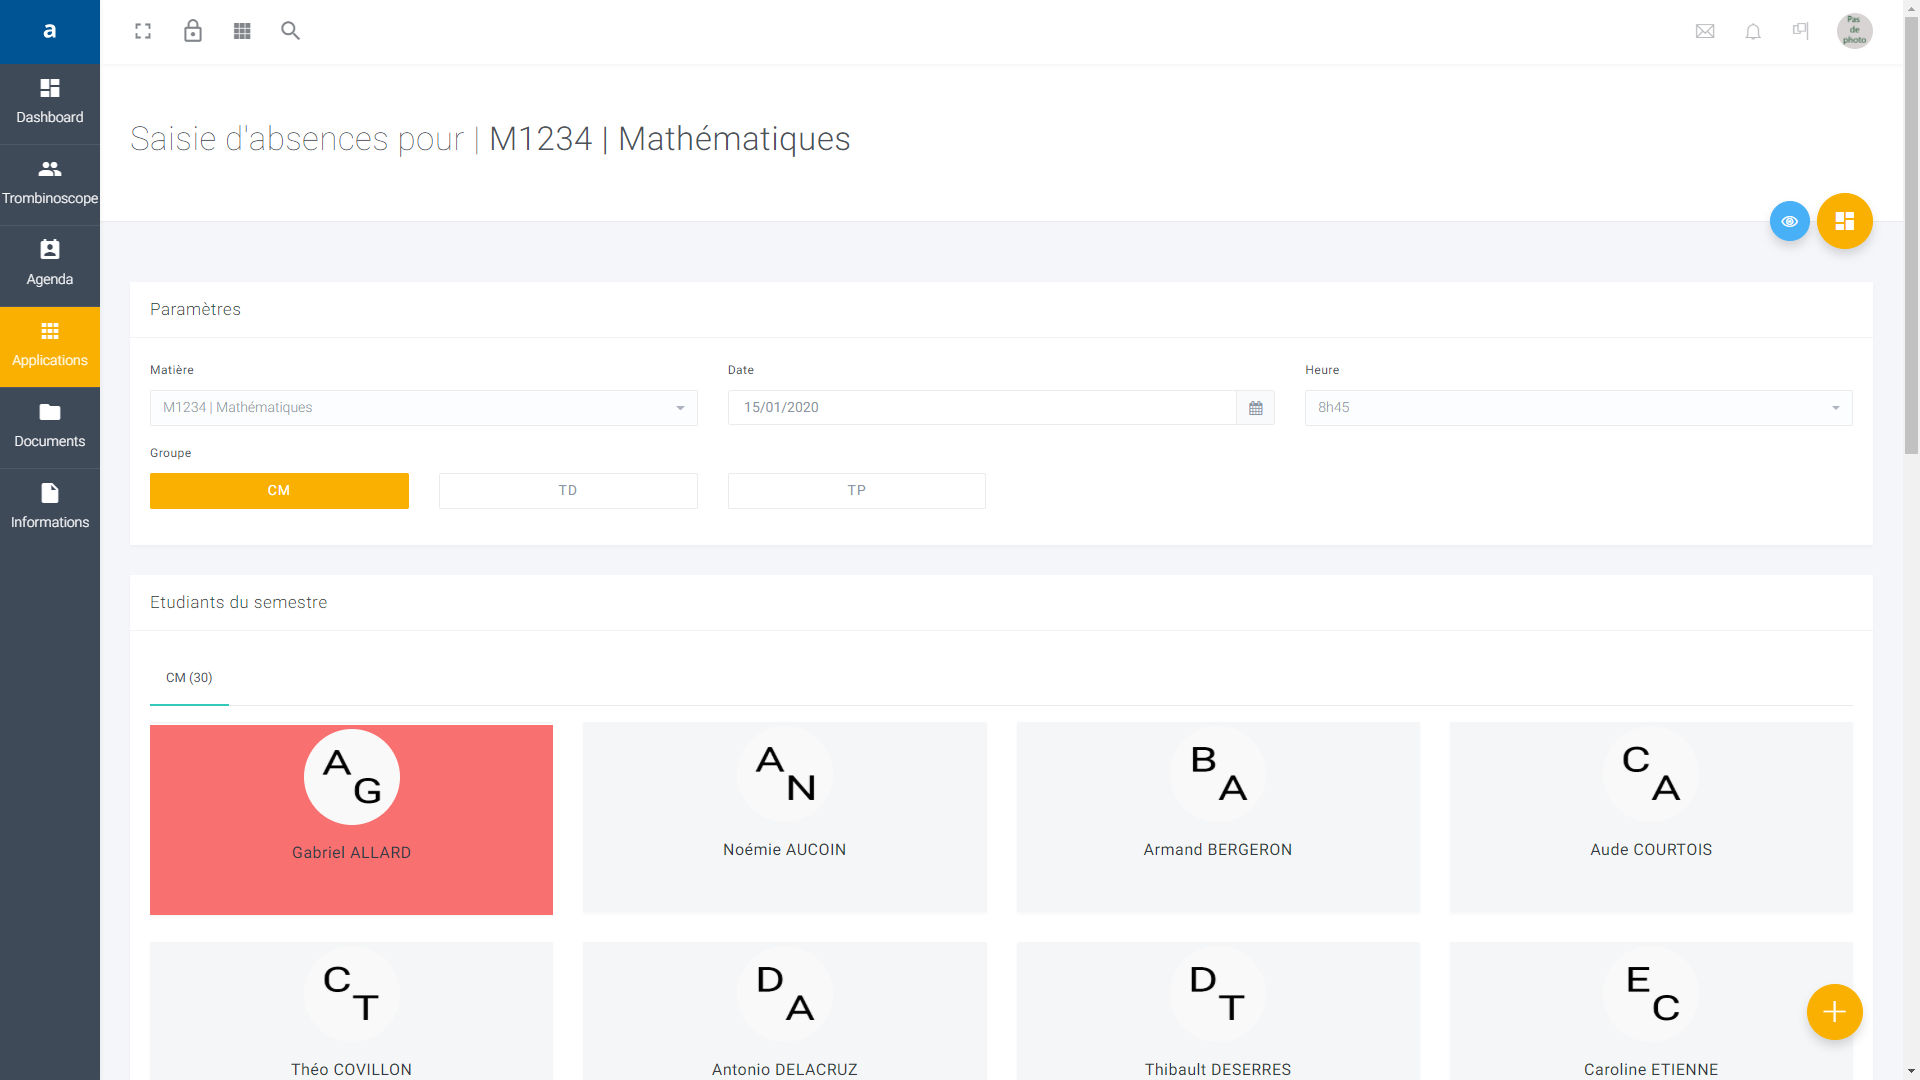 a
Pas
de
photo
Dashboard
Trombinoscope
Agenda
Applications
Documents
Informations
Saisie d'absences pour | M1234 | Mathématiques
Paramètres
Matière
Date
Heure
M1234 | Mathématiques
15/01/2020
8h45
Groupe
CM
TD
TP
Etudiants du semestre
CM (30)
A
G
Gabriel ALLARD
A
N
Noémie AUCOIN
B
A
Armand BERGERON
C
A
Aude COURTOIS
C
T
Théo COVILLON
D
A
Antonio DELACRUZ
D
T
Thibault DESERRES
E
C
Caroline ETIENNE